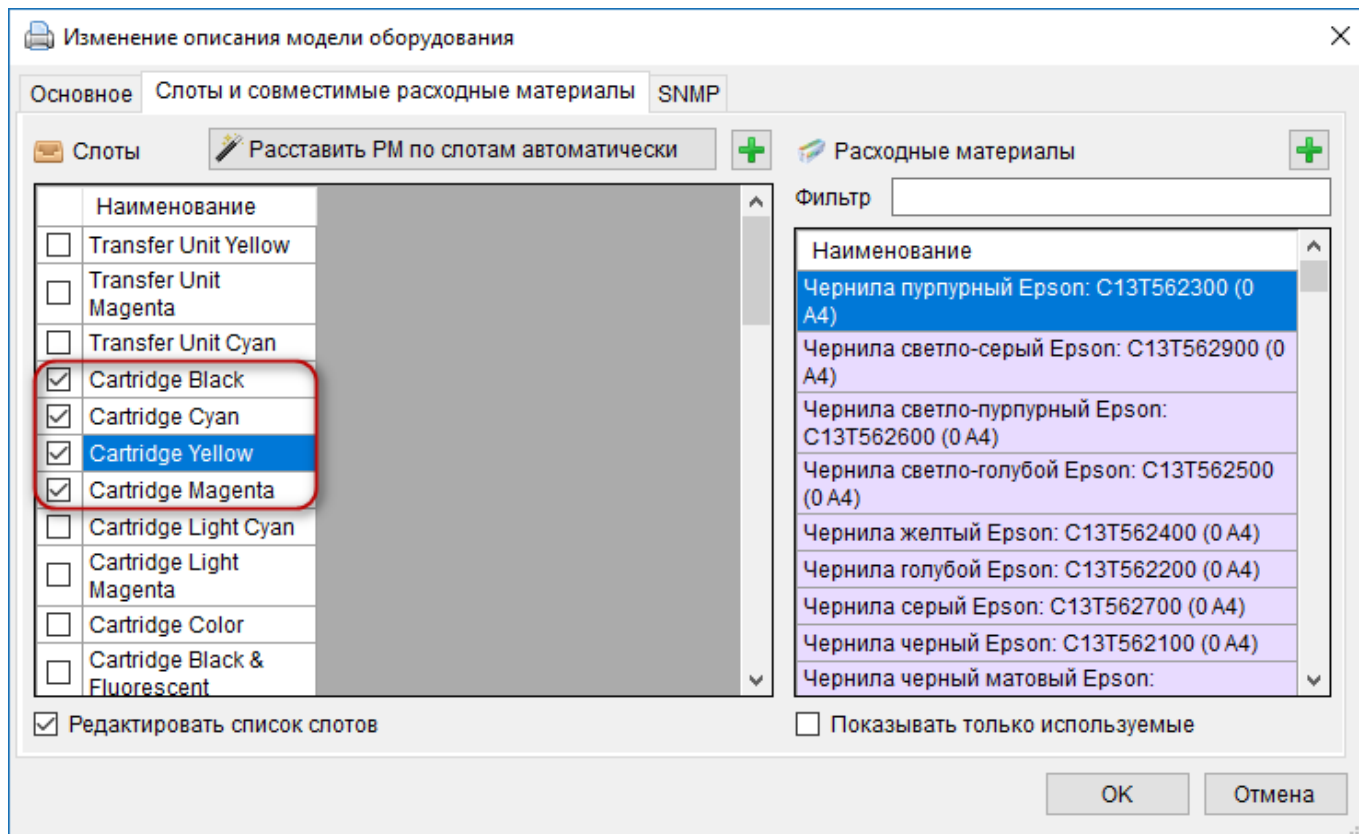 Изменение описания модели оборудования
Основное Слоты и совместимые расходные материалы SNMP
Слоты Расставить РМ по слотам автоматически
Расходные материалы
Фильтр
Наименование
Transfer Unit Yellow
Transfer Unit
Magenta
Transfer Unit Cyan
Cartridge Black
Cartridge Cyan
Cartridge Yellow
Cartridge Magenta
Cartridge Light Cyan
Cartridge Light
Magenta
Cartridge Color
Cartridge Black &
Fluorescent
Редактировать список слотов
Наименование
Чернила пурпурный Epson: C13T562300 (0
A4)
Чернила светло-серый Epson: C13T562900 (0
A4)
Чернила светло-пурпурный Epson:
C13T562600 (0 A4)
Чернила светло-голубой Epson: C13T562500
(0 A4)
Чернила желтый Epson: C13T562400 (0 A4)
Чернила голубой Epson: C13T562200 (0 A4)
Чернила серый Epson: C13T562700 (0 A4)
Чернила черный Epson: C13T562100 (0 A4)
Чернила черный матовый Epson:
Показывать только используемые
OK Отмена